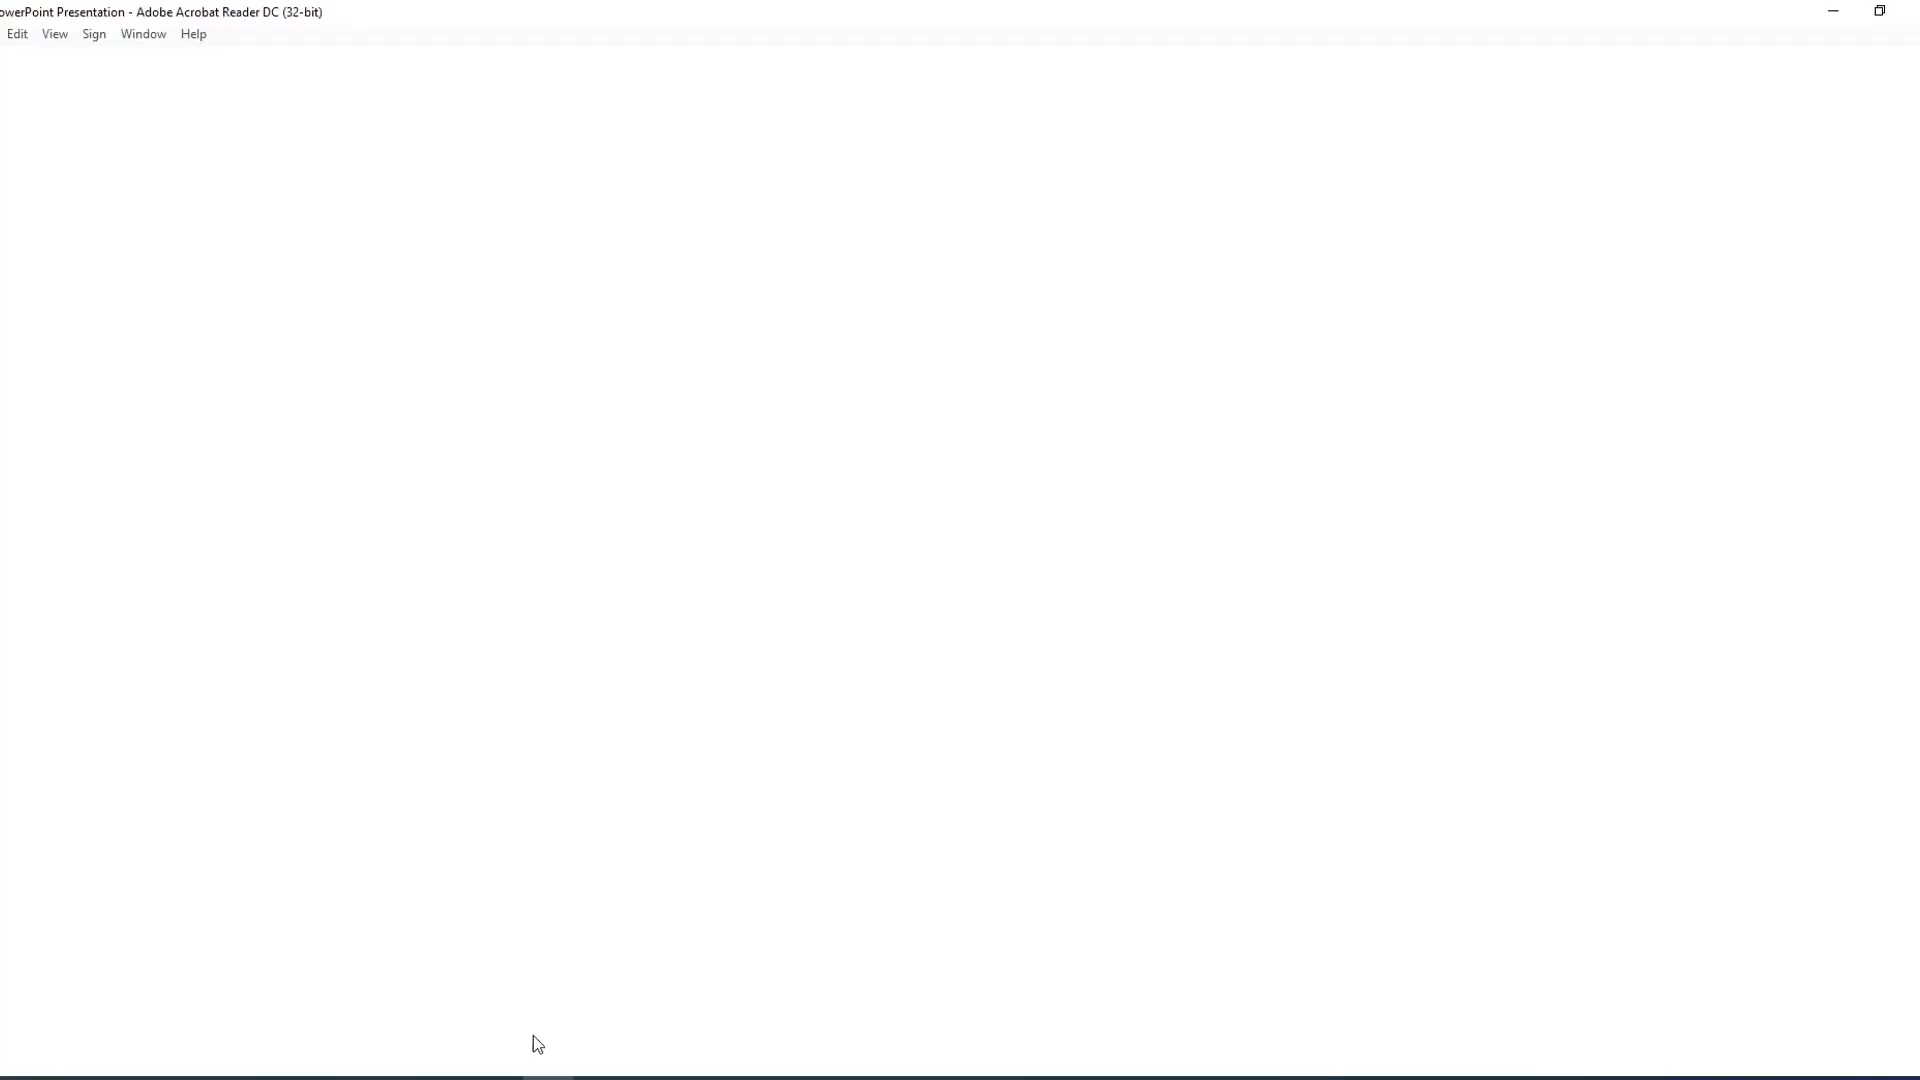 owerPoint Presentation - Adobe Acrobat Reader DC (32-bit)
Edit View Sign Window Help